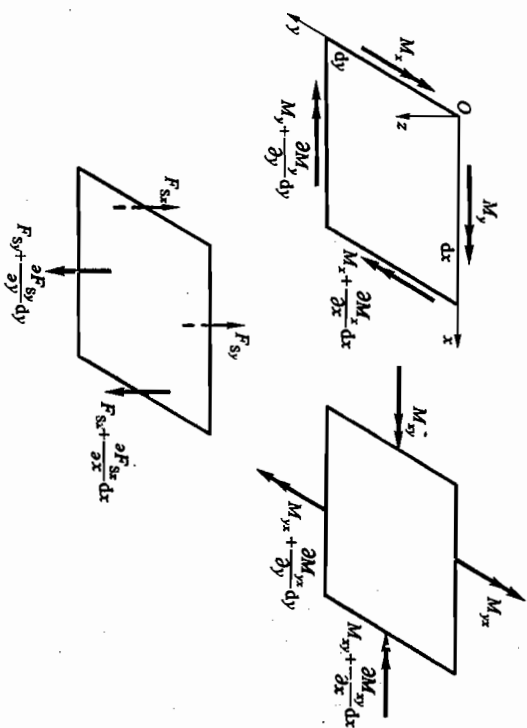 O
x
y
z
dx
dy
M_y
M_x
M_x + ∂M_x/∂x dx
M_y + ∂M_y/∂y dy
M_xy
M_yx
M_xy + ∂M_xy/∂x dx
M_yx + ∂M_yx/∂y dy
F_Sx
F_Sy
F_Sx + ∂F_Sx/∂x dx
F_Sy + ∂F_Sy/∂y dy